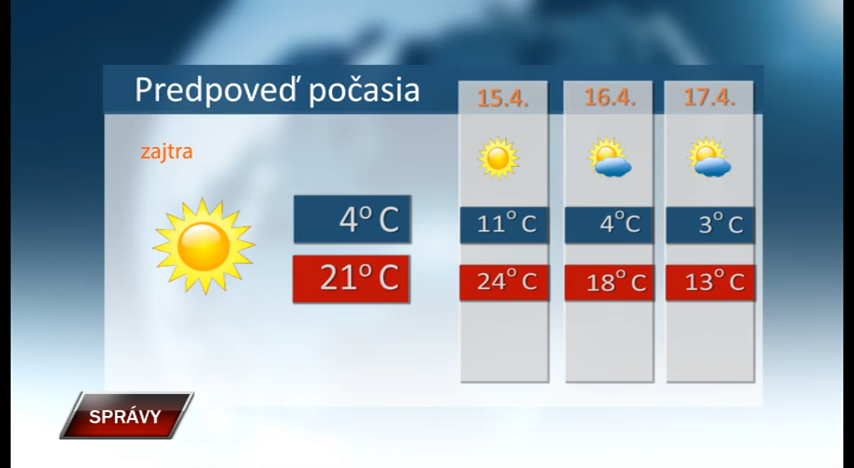 Predpoveď počasia
zajtra
4° C
21° C
15.4.
11° C
24° C
16.4.
4°C
18° C
17.4.
3° C
13° C
SPRÁVY